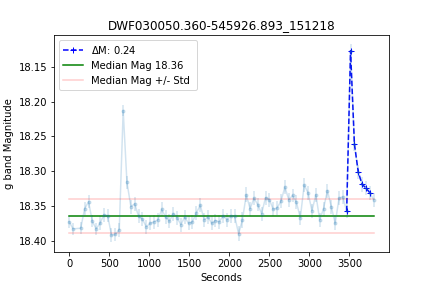 DWF030050.360-545926.893_151218
ΔM: 0.24
Median Mag 18.36
Median Mag +/- Std
18.15
18.20
18.25
18.30
18.35
18.40
g band Magnitude
0 500 1000 1500 2000 2500 3000 3500
Seconds